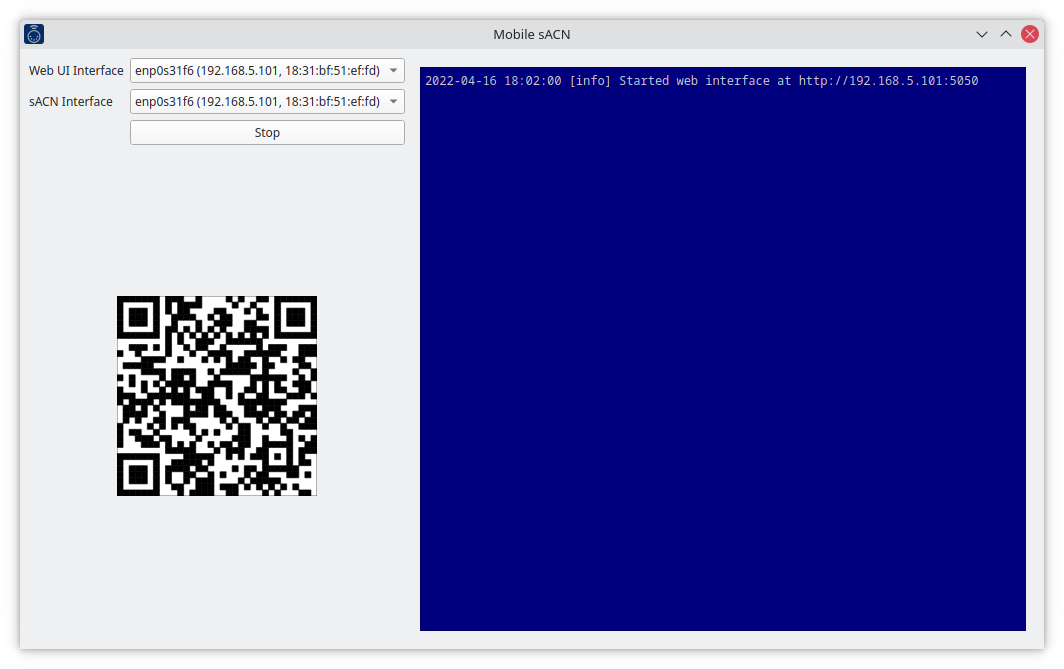 Mobile sACN
Web UI Interface enp0s31f6 (192.168.5.101, 18:31:bf:51:ef:fd)
sACN Interface enp0s31f6 (192.168.5.101, 18:31:bf:51:ef:fd)
Stop
2022-04-16 18:02:00 [info] Started web interface at http://192.168.5.101:5050